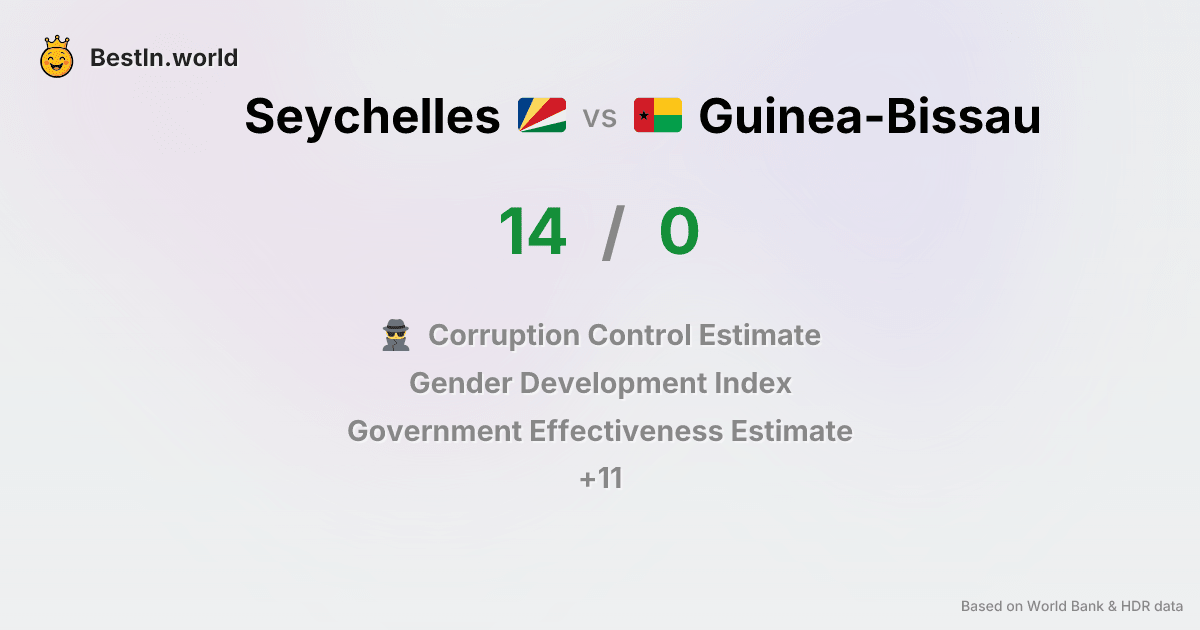 BestIn.world
Seychelles vs Guinea-Bissau
14 / 0
Corruption Control Estimate
Gender Development Index
Government Effectiveness Estimate
+11
Based on World Bank & HDR data